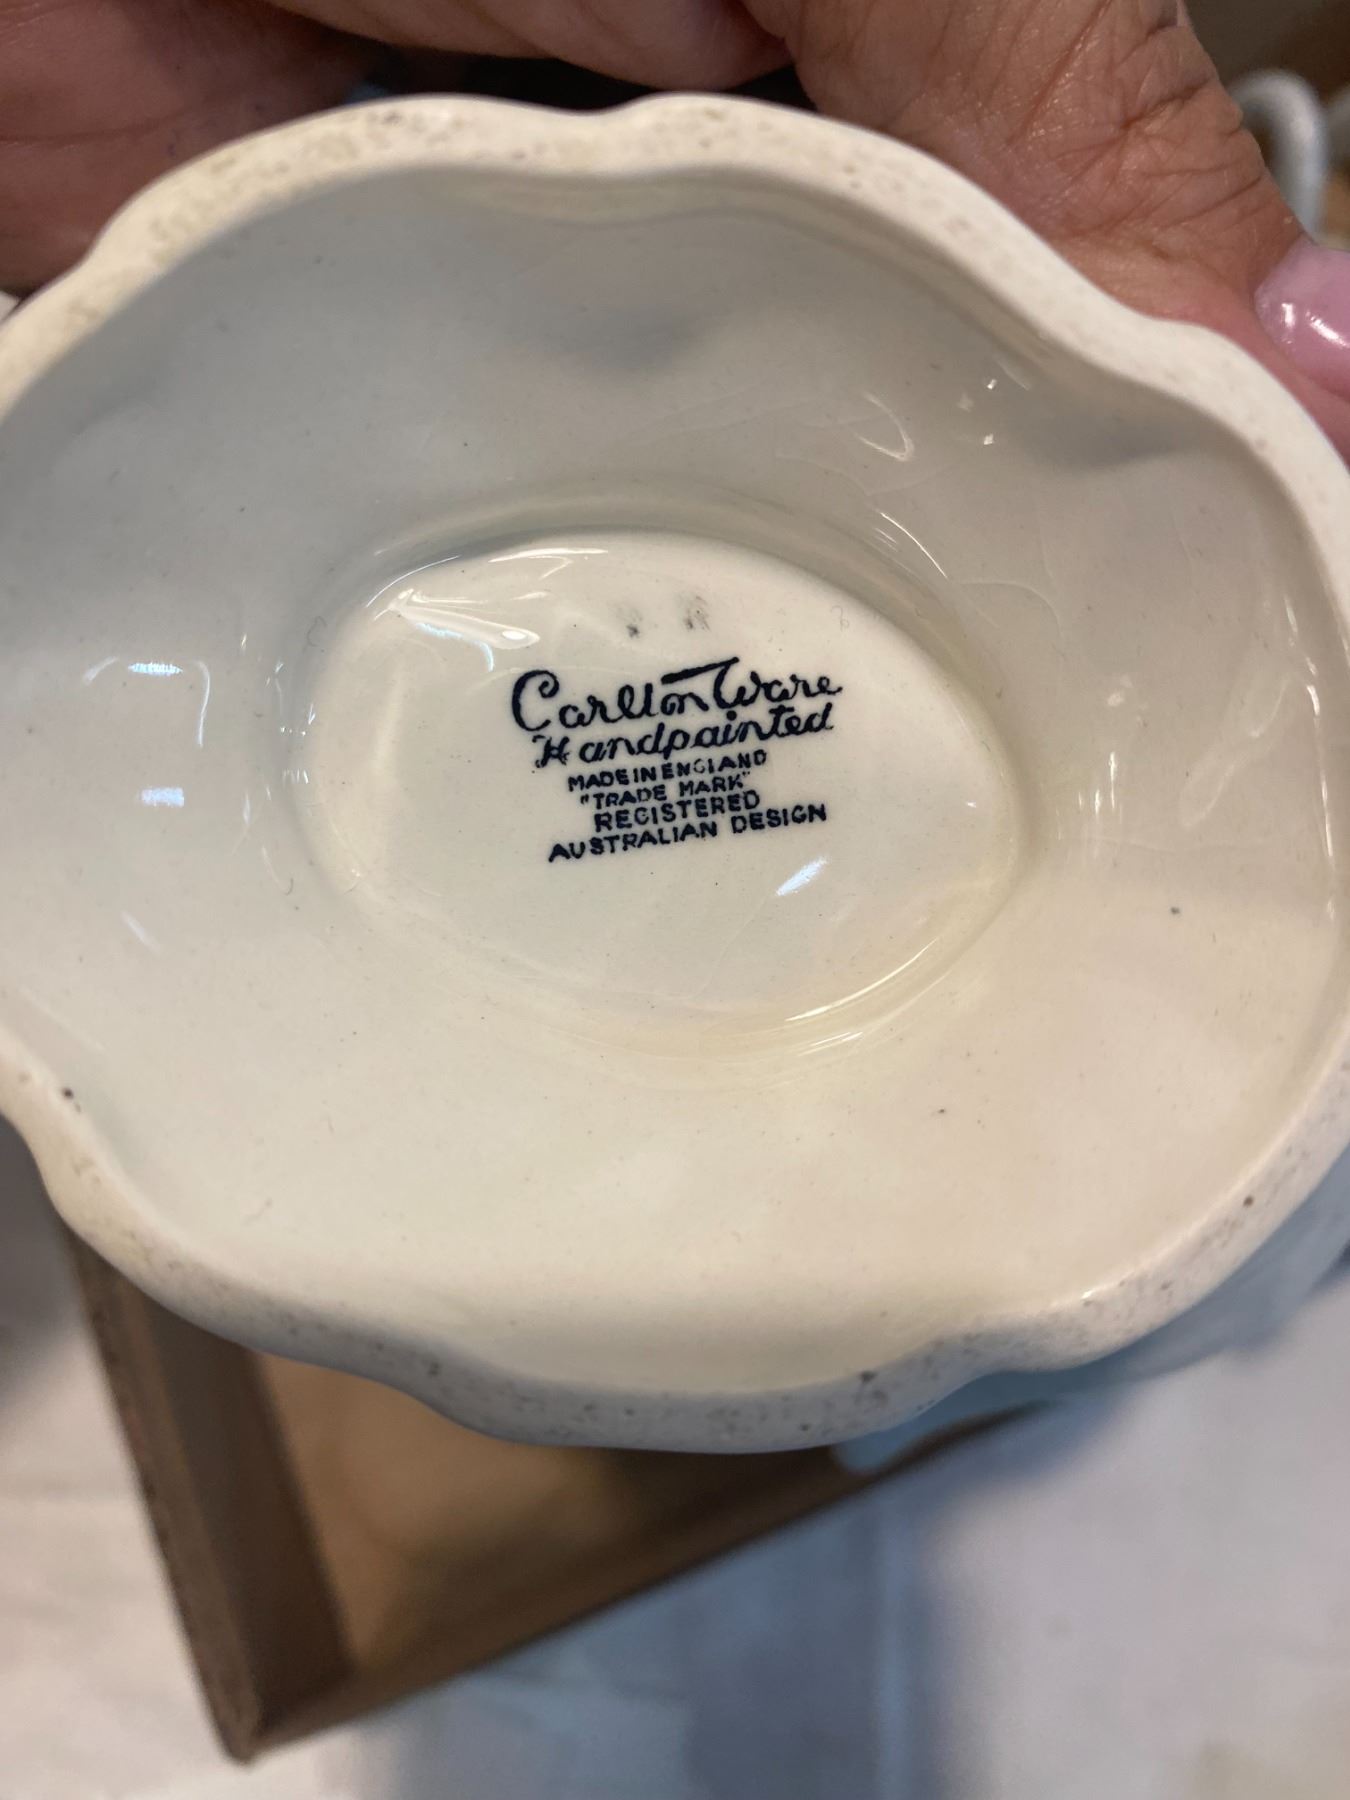 Carlton Ware
Handpainted
MADE IN ENGLAND
"TRADE MARK"
REGISTERED
AUSTRALIAN DESIGN